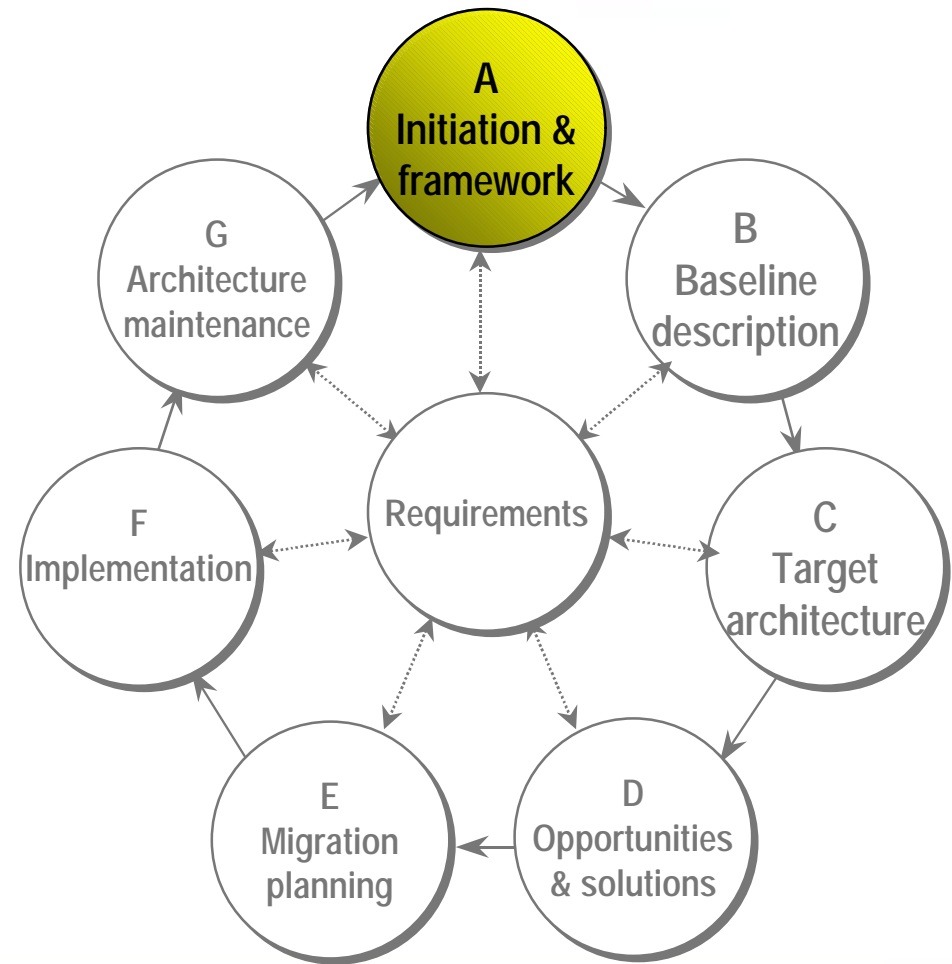 A
Initiation &
framework
B
Baseline
description
C
Target
architecture
D
Opportunities
& solutions
E
Migration
planning
F
Implementation
G
Architecture
maintenance
Requirements